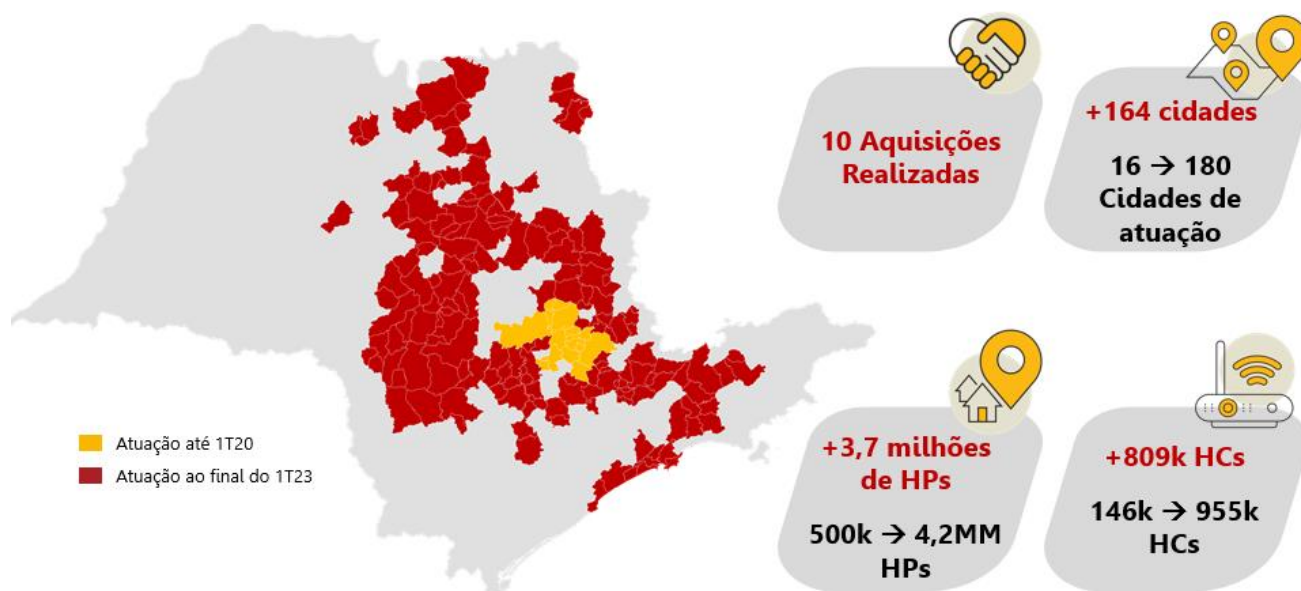 10 Aquisições
Realizadas
+164 cidades
16 → 180
Cidades de
atuação
Atuação até 1T20
Atuação ao final do 1T23
+3,7 milhões
de HPs
500k → 4,2MM
HPs
+809k HCs
146k → 955k
HCs